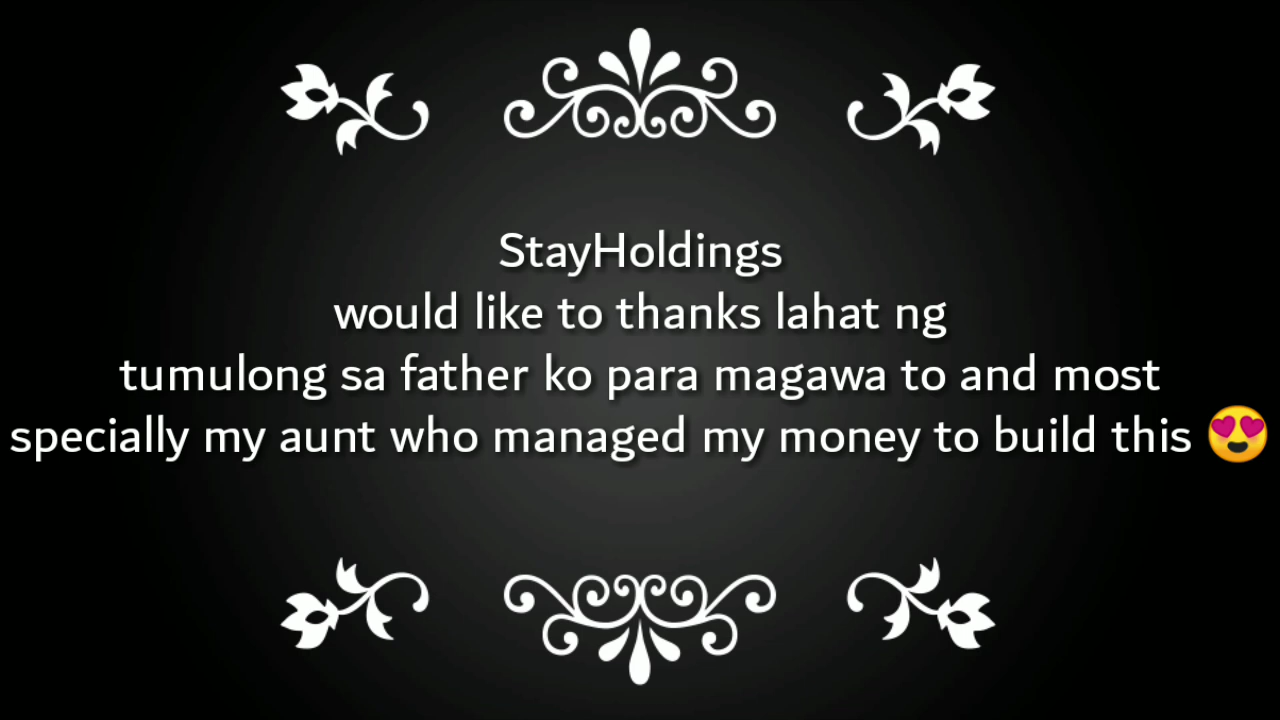 StayHoldings
would like to thanks lahat ng
tumulong sa father ko para magawa to and most
specially my aunt who managed my money to build this 😍